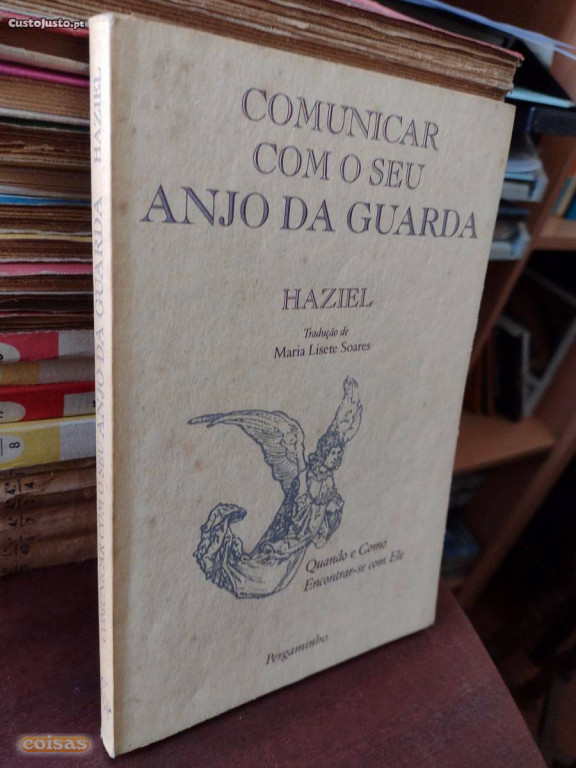 CustoJusto.pt
COMUNICAR
COM O SEU
ANJO DA GUARDA
HAZIEL
Tradução de
Maria Lisete Soares
Quando e Como
Encontrar-se com Ele
Pergaminho
COMUNICAR COM O SEU ANJO DA GUARDA HAZIEL
8
coisas